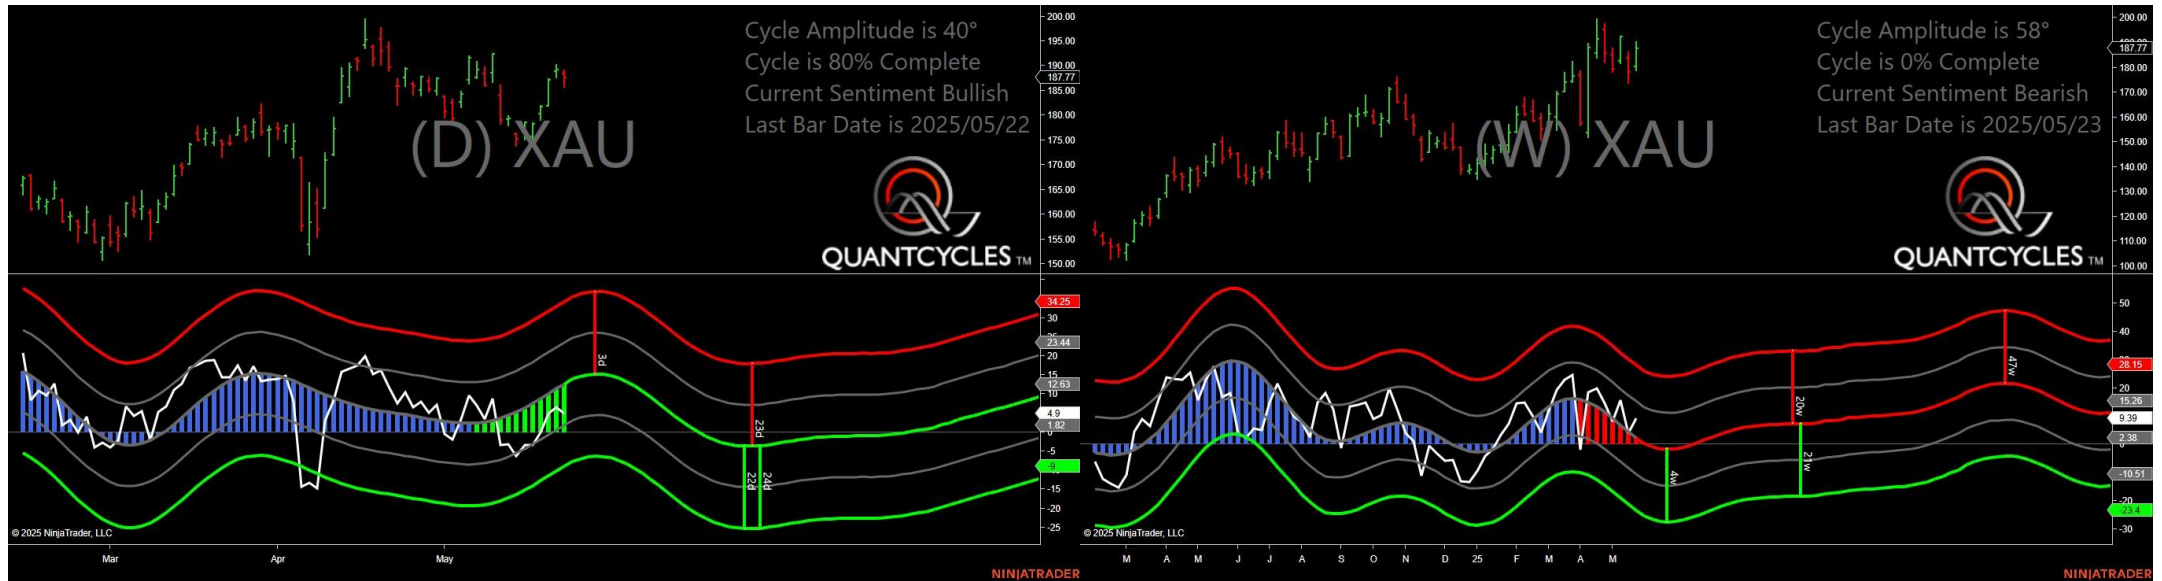 Cycle Amplitude is 40°
Cycle is 80% Complete
Current Sentiment Bullish
Last Bar Date is 2025/05/22
(D) XAU
QUANTCYCLES TM
200.00
195.00
190.00
187.77
185.00
180.00
175.00
170.00
165.00
160.00
155.00
150.00
34.25
30
23.44
20
15
12.63
10
4.9
1.82
-5
-9
-15
-20
-25
3d
23d
22d
24d
© 2025 NinjaTrader, LLC
Mar
Apr
May
NINJATRADER
Cycle Amplitude is 58°
Cycle is 0% Complete
Current Sentiment Bearish
Last Bar Date is 2025/05/23
(W) XAU
QUANTCYCLES TM
200.00
187.77
180.00
170.00
160.00
150.00
140.00
130.00
120.00
110.00
100.00
50
40
28.15
20
15.26
9.39
2.38
-10.51
-20
-23.4
-30
4w
20w
21w
47w
© 2025 NinjaTrader, LLC
M A M J J A S O N D 25 F M A M
NINJATRADER